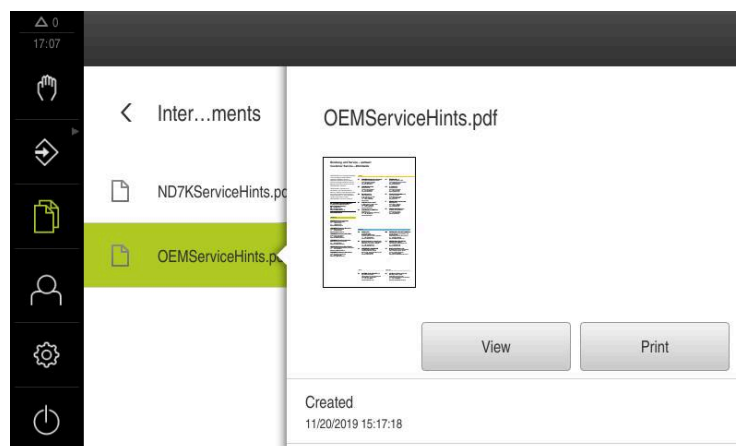 0
17:07
Inter...ments
OEMServiceHints.pdf
ND7KServiceHints.pd
OEMServiceHints.p
View
Print
Created
11/20/2019 15:17:18